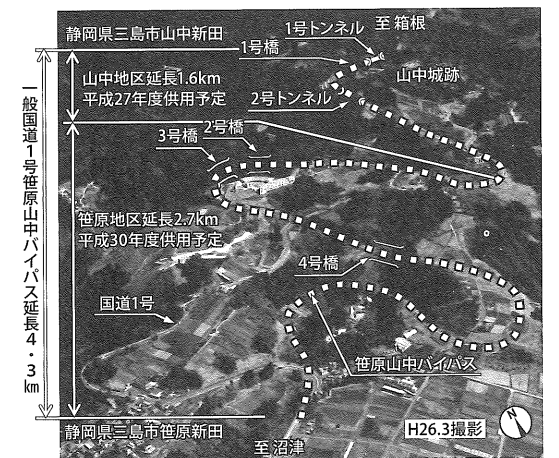 静岡県三島市山中新田
至 箱根
1号トンネル
1号橋
山中地区延長1.6km
平成27年度供用予定
山中城跡
2号トンネル
2号橋
3号橋
一般国道1号笹原山中バイパス延長4・3km
笹原地区延長2.7km
平成30年度供用予定
4号橋
国道1号
笹原山中バイパス
静岡県三島市笹原新田
至 沼津
H26.3撮影
N